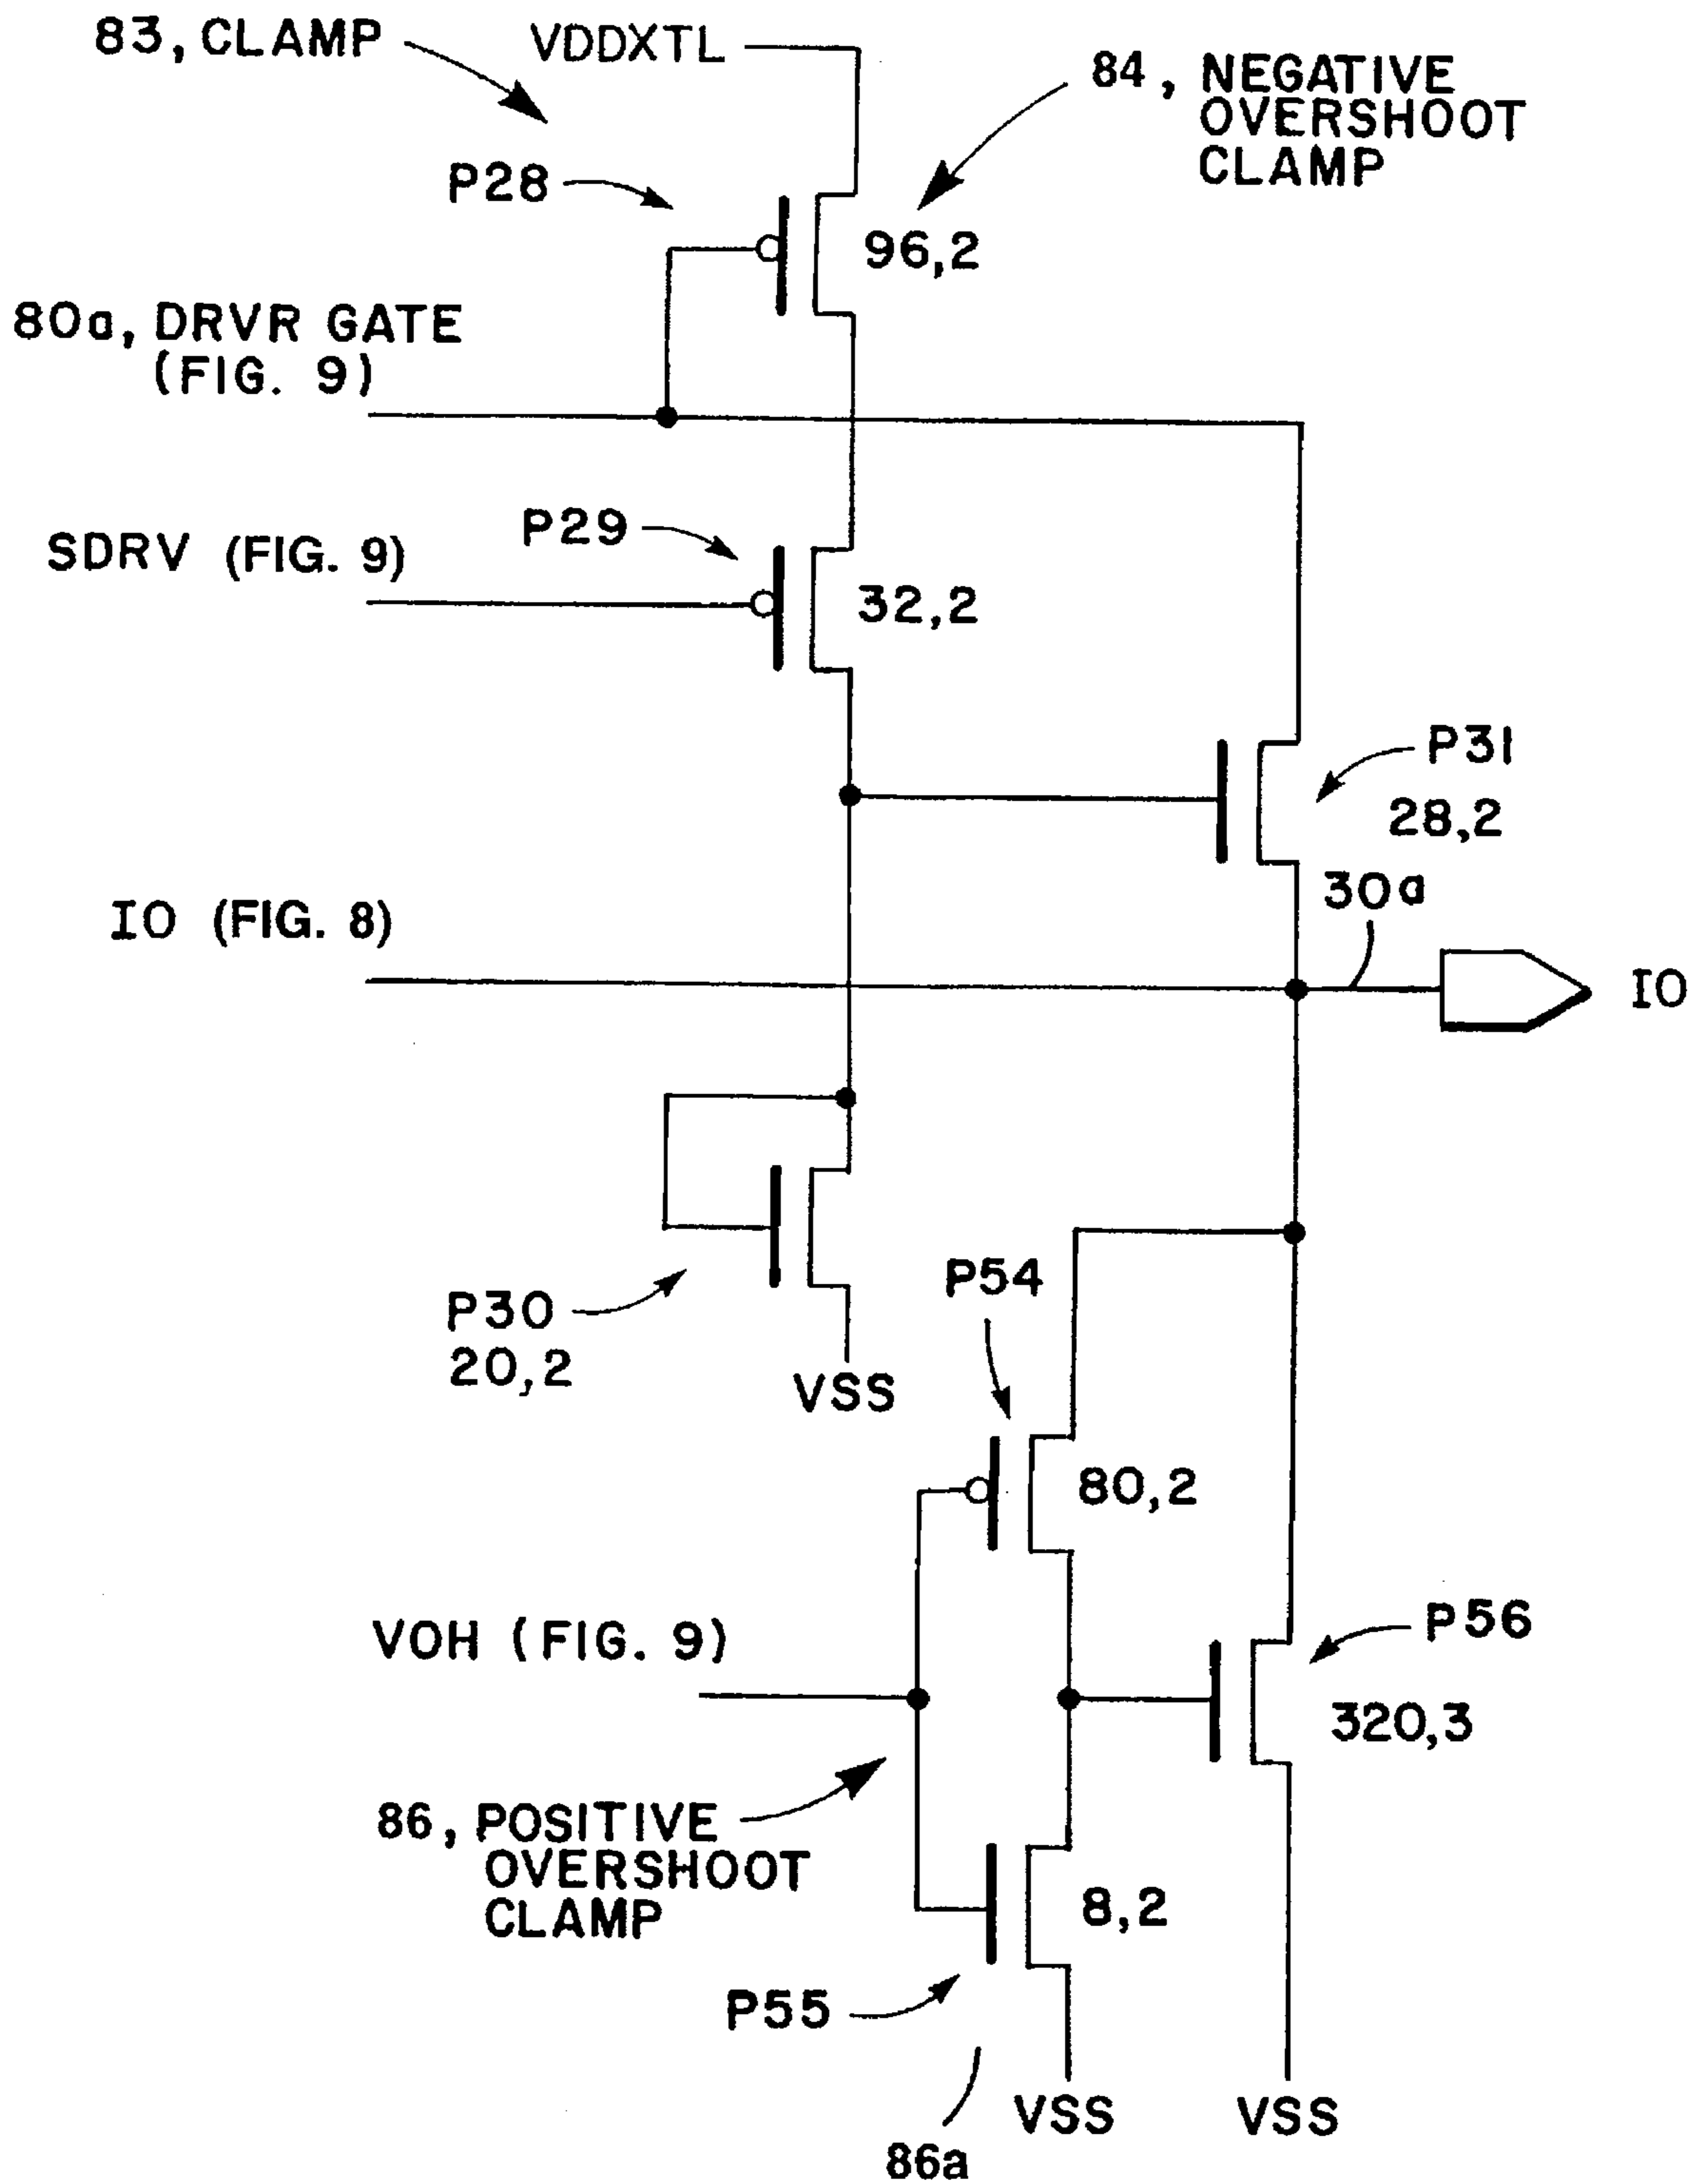 83, CLAMP
VDDXTL
84, NEGATIVE
OVERSHOOT
CLAMP
P28
96,2
80a, DRVR GATE
(FIG. 9)
P29
SDRV (FIG. 9)
32,2
P31
28,2
30a
IO (FIG. 8)
IO
P30
20,2
VSS
P54
80,2
VOH (FIG. 9)
P56
320,3
86, POSITIVE
OVERSHOOT
CLAMP
8,2
P55
86a
VSS
VSS